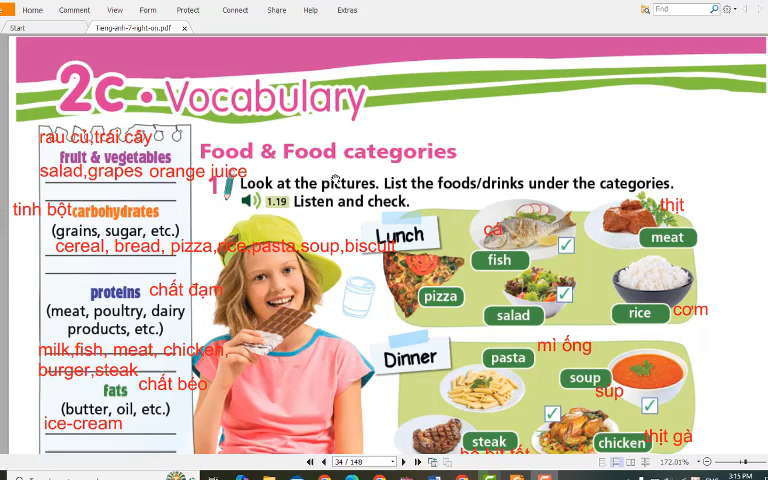 Home Comment View Form Protect Connect Share Help Extras
Find
Start Tieng-anh-7-right-on.pdf
2c • Vocabulary
rau củ,trái cấy
fruit & vegetables
Food & Food categories
salad,grapes orange juice
1 Look at the pictures. List the foods/drinks under the categories.
1.19 Listen and check.
tinh bột carbohydrates
(grains, sugar, etc.)
cereal, bread, pizza,rice,pasta,soup,biscuit
Lunch
cá
thịt
fish
meat
pizza
salad
rice
cơm
proteins chất đạm
(meat, poultry, dairy
products, etc.)
milk,fish, meat, chicken,
burger,steak
fats chất béo
(butter, oil, etc.)
ice-cream
Dinner
pasta
mì ống
soup
súp
steak
chicken
thịt gà
34 / 148
172.01%
3:15 PM